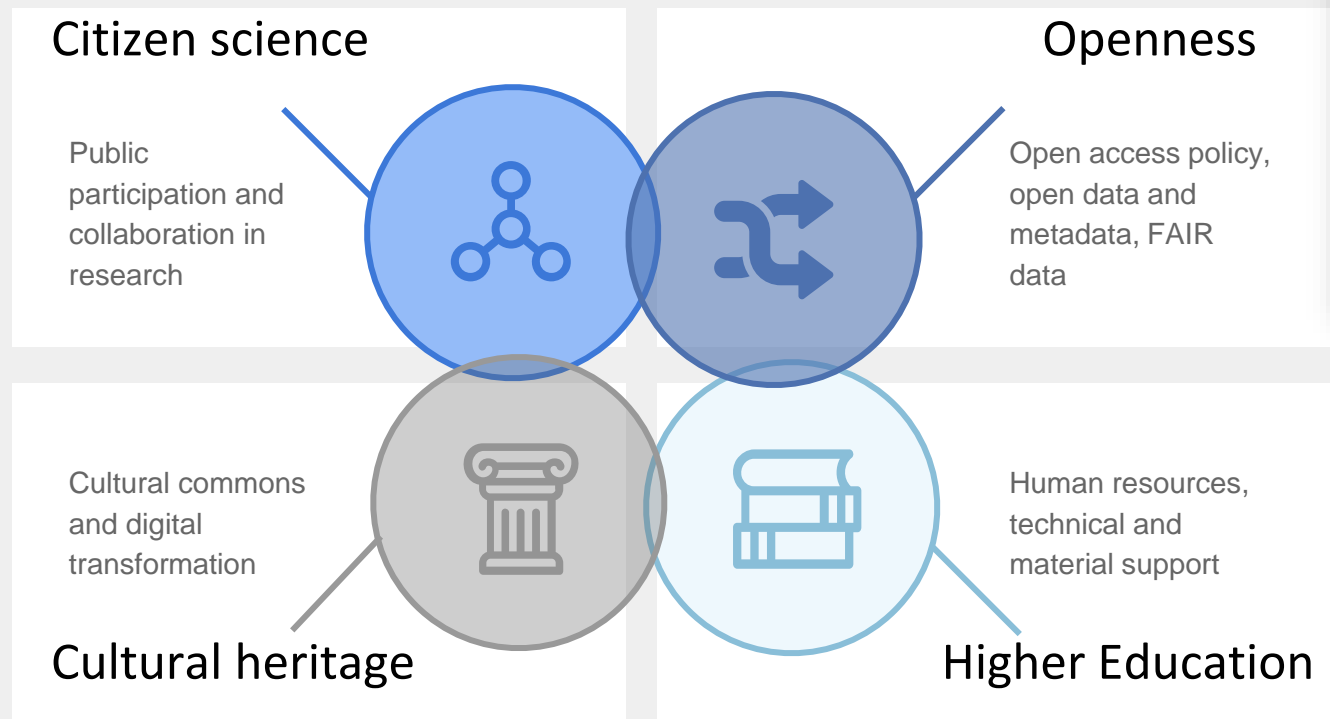 Citizen science
Public
participation and
collaboration in
research
Openness
Open access policy,
open data and
metadata, FAIR
data
Cultural commons
and digital
transformation
Cultural heritage
Human resources,
technical and
material support
Higher Education